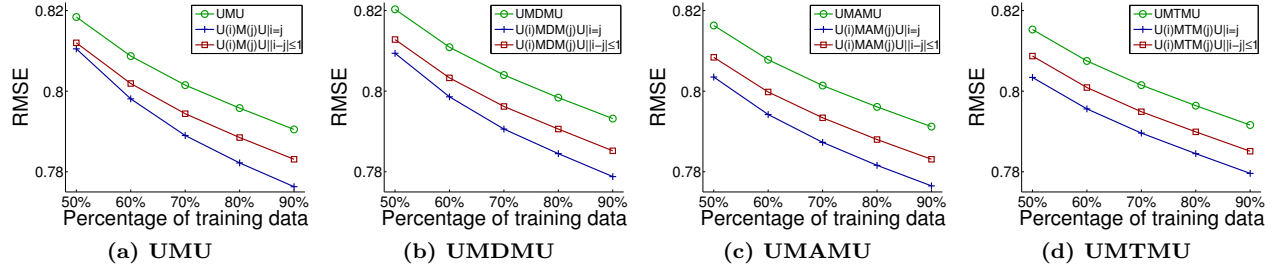 RMSE
0.82
0.8
0.78
UMU
U(i)M(j)U|i=j
U(i)M(j)U||i−j|≤1
50% 60% 70% 80% 90%
Percentage of training data
(a) UMU
RMSE
0.82
0.8
0.78
UMDMU
U(i)MDM(j)U|i=j
U(i)MDM(j)U||i−j|≤1
50% 60% 70% 80% 90%
Percentage of training data
(b) UMDMU
RMSE
0.82
0.8
0.78
UMAMU
U(i)MAM(j)U|i=j
U(i)MAM(j)U||i−j|≤1
50% 60% 70% 80% 90%
Percentage of training data
(c) UMAMU
RMSE
0.82
0.8
0.78
UMTMU
U(i)MTM(j)U|i=j
U(i)MTM(j)U||i−j|≤1
50% 60% 70% 80% 90%
Percentage of training data
(d) UMTMU